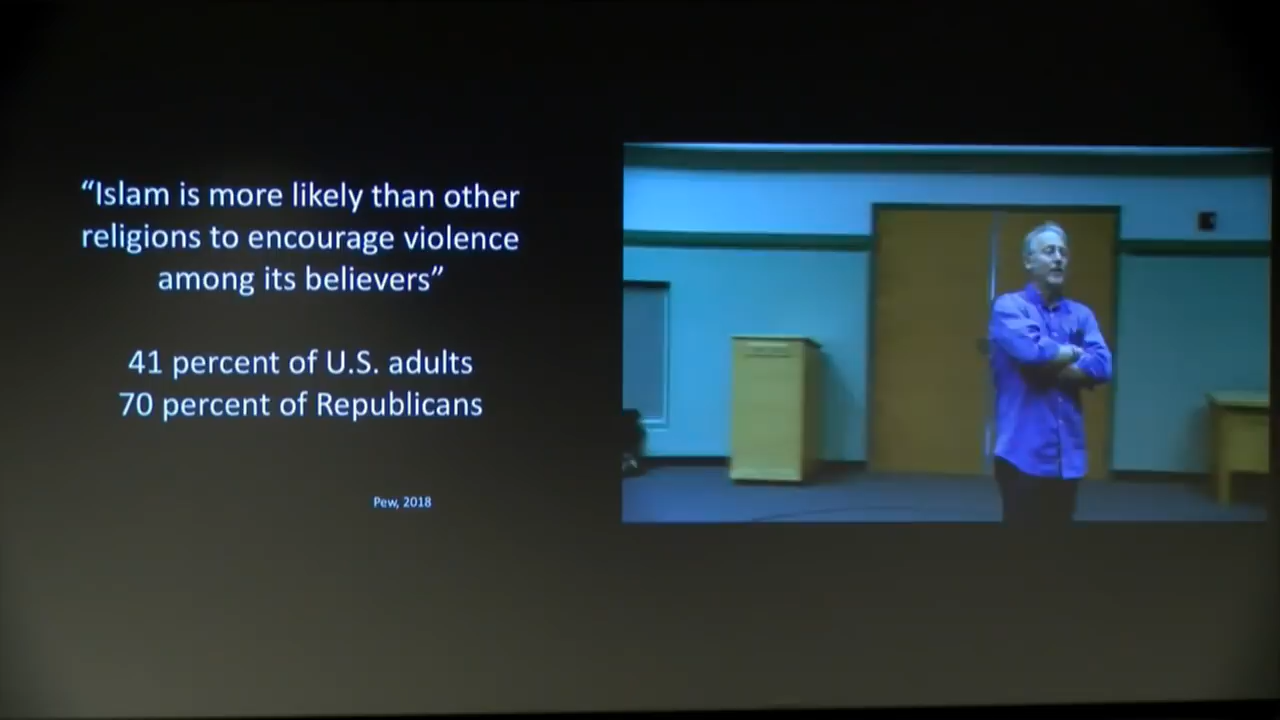 “Islam is more likely than other
religions to encourage violence
among its believers”
41 percent of U.S. adults
70 percent of Republicans
Pew, 2018